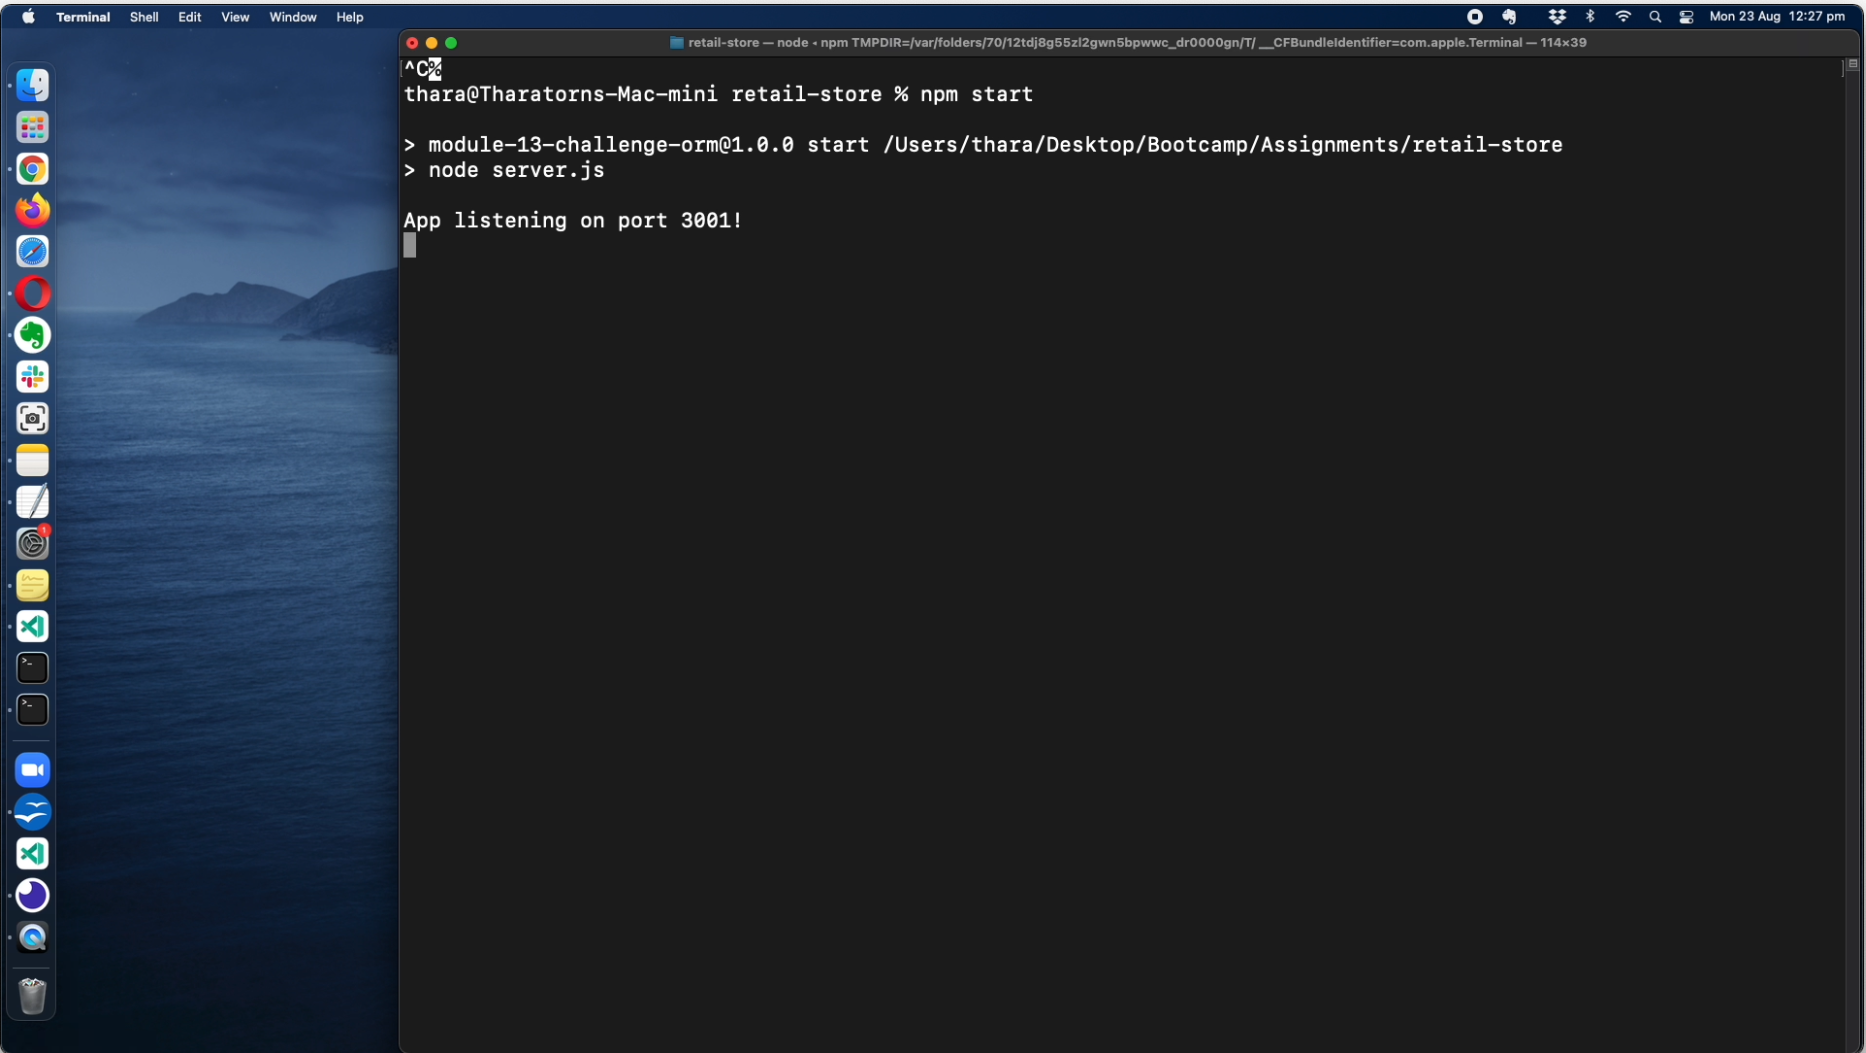 Terminal Shell Edit View Window Help Mon 23 Aug 12:27 pm
retail-store — node ◂ npm TMPDIR=/var/folders/70/12tdj8g55zl2gwn5bpwwc_dr0000gn/T/ __CFBundleIdentifier=com.apple.Terminal — 114×39
^C%
thara@Tharatorns-Mac-mini retail-store % npm start
> module-13-challenge-orm@1.0.0 start /Users/thara/Desktop/Bootcamp/Assignments/retail-store
> node server.js
App listening on port 3001!
1